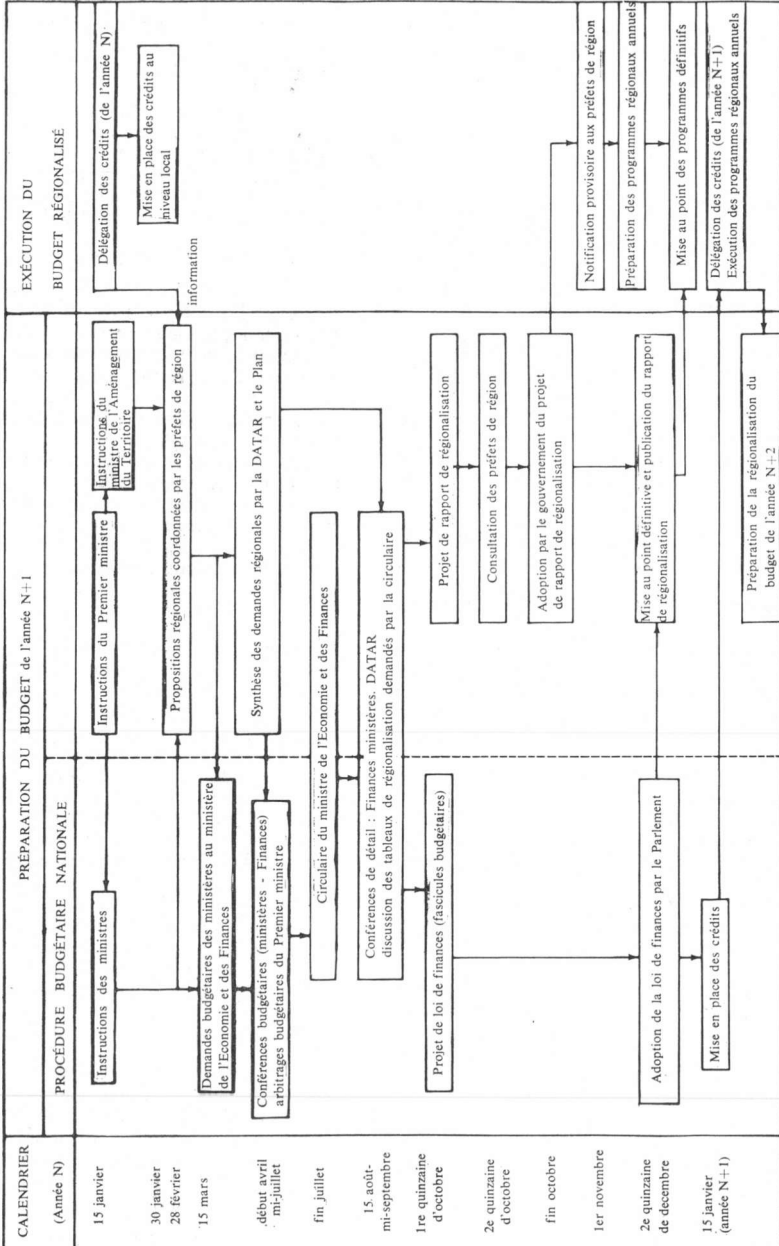 CALENDRIER
(Année N)
PRÉPARATION DU BUDGET de l'année N+1
PROCÉDURE BUDGÉTAIRE NATIONALE
EXÉCUTION DU
BUDGET RÉGIONALISÉ
15 janvier
Instructions des ministres
Instructions du Premier ministre
Instructions du
ministre de l'Aménagement
du Territoire
Délégation des crédits (de l'année N)
Mise en place des crédits au
niveau local
30 janvier
28 février
Propositions régionales coordonnées par les préfets de région
information
15 mars
Demandes budgétaires des ministères au ministère
de l'Economie et des Finances
début avril
mi-juillet
Conférences budgétaires (ministères - Finances)
arbitrages budgétaires du Premier ministre
Synthèse des demandes régionales par la DATAR et le Plan
fin juillet
Circulaire du ministre de l'Economie et des Finances
15. août-
mi-septembre
Conférences de détail : Finances ministères. DATAR
discussion des tableaux de régionalisation demandés par la circulaire
1re quinzaine
d'octobre
Projet de loi de finances (fascicules budgétaires)
Projet de rapport de régionalisation
2e quinzaine
d'octobre
Consultation des préfets de région
fin octobre
Adoption par le gouvernement du projet
de rapport de régionalisation
1er novembre
Notification provisoire aux préfets de région
Préparation des programmes régionaux annuels
2e quinzaine
de decembre
Adoption de la loi de finances par le Parlement
Mise au point définitive et publication du rapport
de régionalisation
Mise au point des programmes définitifs
15 janvier
(année N+1)
Mise en place des crédits
Délégation des crédits (de l'année N+1)
Exécution des programmes régionaux annuels
Préparation de la régionalisation du
budget de l'année N+2